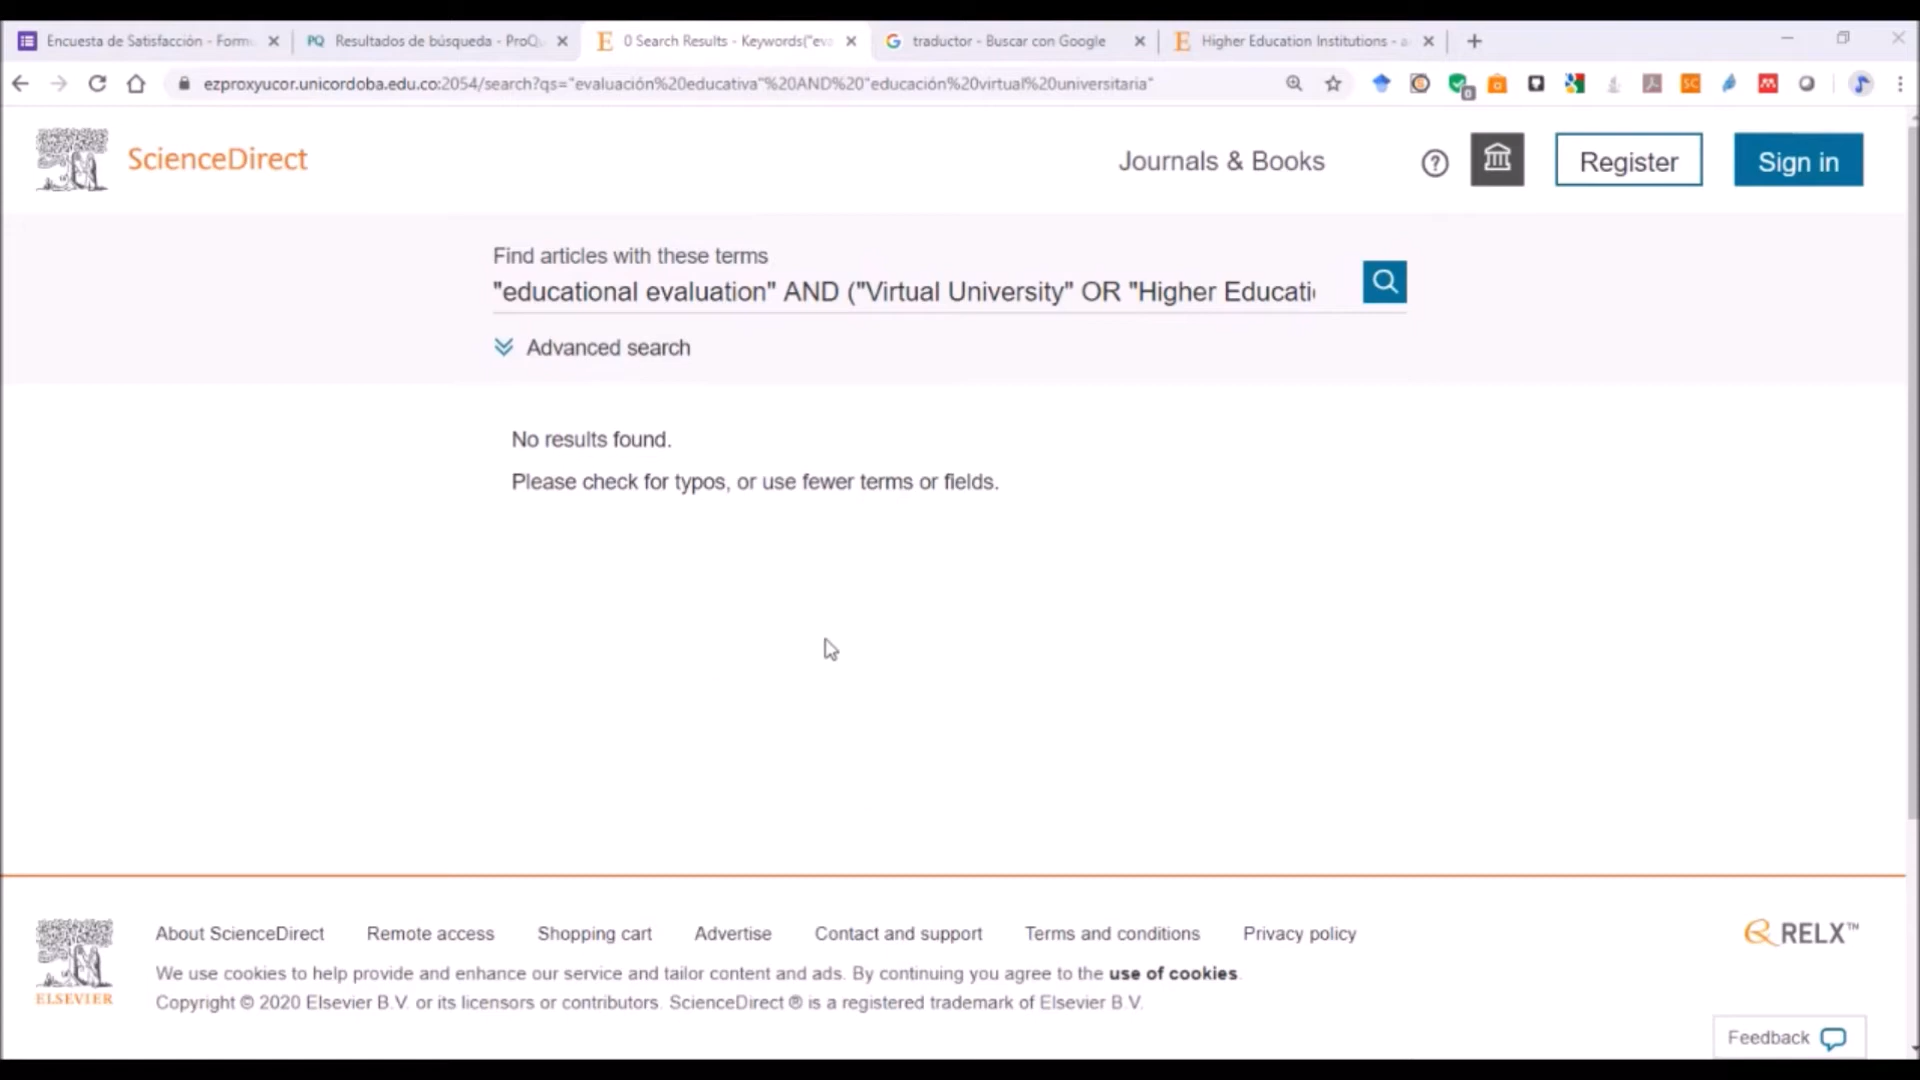 Encuesta de Satisfacción - Form
PQ Resultados de búsqueda - ProQu
0 Search Results - Keywords("eva
traductor - Buscar con Google
Higher Education Institutions - a
ezproxyucor.unicordoba.edu.co:2054/search?qs="evaluación%20educativa"%20AND%20"educación%20virtual%20universitaria"
ScienceDirect
Journals & Books
Register
Sign in
Find articles with these terms
"educational evaluation" AND ("Virtual University" OR "Higher Educati
Advanced search
No results found.
Please check for typos, or use fewer terms or fields.
ELSEVIER
About ScienceDirect
Remote access
Shopping cart
Advertise
Contact and support
Terms and conditions
Privacy policy
RELX™
We use cookies to help provide and enhance our service and tailor content and ads. By continuing you agree to the use of cookies.
Copyright © 2020 Elsevier B.V. or its licensors or contributors. ScienceDirect ® is a registered trademark of Elsevier B.V.
Feedback